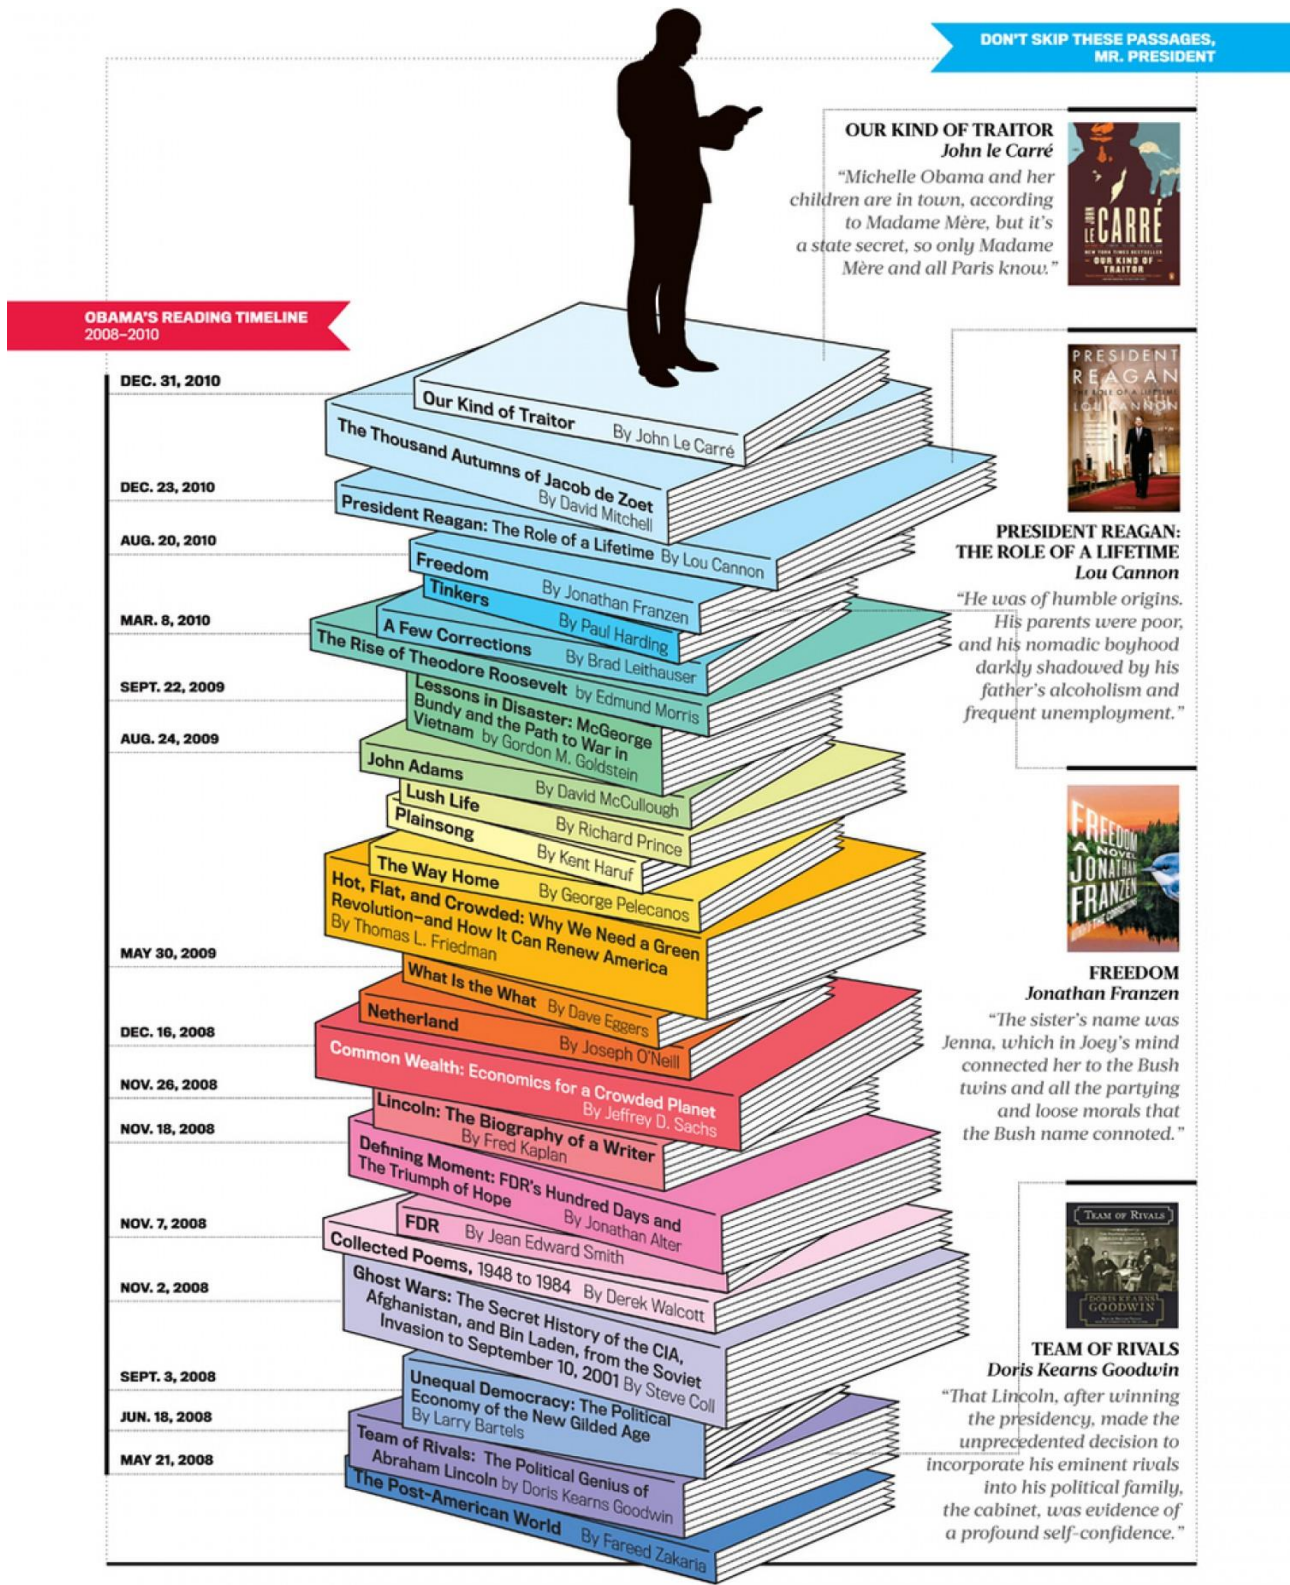 DON'T SKIP THESE PASSAGES,
MR. PRESIDENT
OUR KIND OF TRAITOR
John le Carré
“Michelle Obama and her
children are in town, according
to Madame Mère, but it's
a state secret, so only Madame
Mère and all Paris know.”
JOHN
LE CARRÉ
NEW YORK TIMES BESTSELLER
OUR KIND OF
TRAITOR
OBAMA'S READING TIMELINE
2008–2010
DEC. 31, 2010
DEC. 23, 2010
AUG. 20, 2010
MAR. 8, 2010
SEPT. 22, 2009
AUG. 24, 2009
MAY 30, 2009
DEC. 16, 2008
NOV. 26, 2008
NOV. 18, 2008
NOV. 7, 2008
NOV. 2, 2008
SEPT. 3, 2008
JUN. 18, 2008
MAY 21, 2008
Our Kind of Traitor
By John Le Carré
The Thousand Autumns of Jacob de Zoet
By David Mitchell
President Reagan: The Role of a Lifetime By Lou Cannon
Freedom
By Jonathan Franzen
Tinkers
By Paul Harding
A Few Corrections
By Brad Leithauser
The Rise of Theodore Roosevelt by Edmund Morris
Lessons in Disaster: McGeorge
Bundy and the Path to War in
Vietnam by Gordon M. Goldstein
John Adams
By David McCullough
Lush Life
By Richard Prince
Plainsong
By Kent Haruf
The Way Home
By George Pelecanos
Hot, Flat, and Crowded: Why We Need a Green
Revolution–and How It Can Renew America
By Thomas L. Friedman
What Is the What By Dave Eggers
Netherland
By Joseph O'Neill
Common Wealth: Economics for a Crowded Planet
By Jeffrey D. Sachs
Lincoln: The Biography of a Writer
By Fred Kaplan
Defining Moment: FDR's Hundred Days and
The Triumph of Hope
By Jonathan Alter
FDR
By Jean Edward Smith
Collected Poems, 1948 to 1984 By Derek Walcott
Ghost Wars: The Secret History of the CIA,
Afghanistan, and Bin Laden, from the Soviet
Invasion to September 10, 2001 By Steve Coll
Unequal Democracy: The Political
Economy of the New Gilded Age
By Larry Bartels
Team of Rivals: The Political Genius of
Abraham Lincoln by Doris Kearns Goodwin
The Post-American World
By Fareed Zakaria
PRESIDENT
REAGAN
THE ROLE OF A LIFETIME
LOU CANNON
PRESIDENT REAGAN:
THE ROLE OF A LIFETIME
Lou Cannon
“He was of humble origins.
His parents were poor,
and his nomadic boyhood
darkly shadowed by his
father's alcoholism and
frequent unemployment.”
FREEDOM
A NOVEL
JONATHAN
FRANZEN
FREEDOM
Jonathan Franzen
“The sister's name was
Jenna, which in Joey's mind
connected her to the Bush
twins and all the partying
and loose morals that
the Bush name connoted.”
TEAM OF RIVALS
DORIS KEARNS
GOODWIN
TEAM OF RIVALS
Doris Kearns Goodwin
“That Lincoln, after winning
the presidency, made the
unprecedented decision to
incorporate his eminent rivals
into his political family,
the cabinet, was evidence of
a profound self-confidence.”